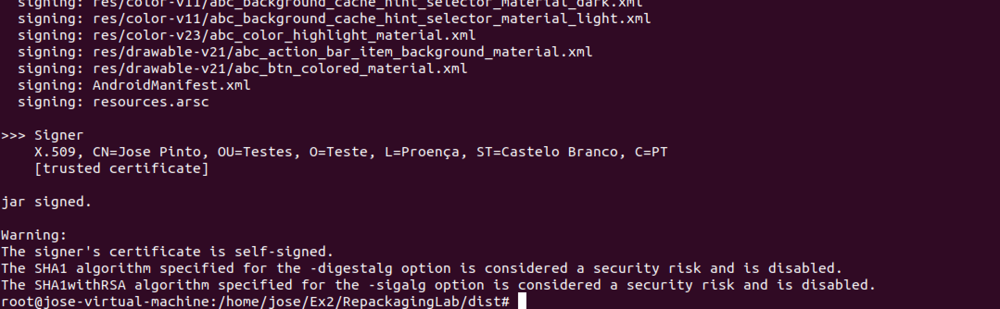 signing: res/color-v11/abc_background_cache_hint_selector_material_dark.xml
signing: res/color-v11/abc_background_cache_hint_selector_material_light.xml
signing: res/color-v23/abc_color_highlight_material.xml
signing: res/drawable-v21/abc_action_bar_item_background_material.xml
signing: res/drawable-v21/abc_btn_colored_material.xml
signing: AndroidManifest.xml
signing: resources.arsc
>>> Signer
X.509, CN=Jose Pinto, OU=Testes, O=Teste, L=Proença, ST=Castelo Branco, C=PT
[trusted certificate]
jar signed.
Warning:
The signer's certificate is self-signed.
The SHA1 algorithm specified for the -digestalg option is considered a security risk and is disabled.
The SHA1withRSA algorithm specified for the -sigalg option is considered a security risk and is disabled.
root@jose-virtual-machine:/home/jose/Ex2/RepackagingLab/dist#